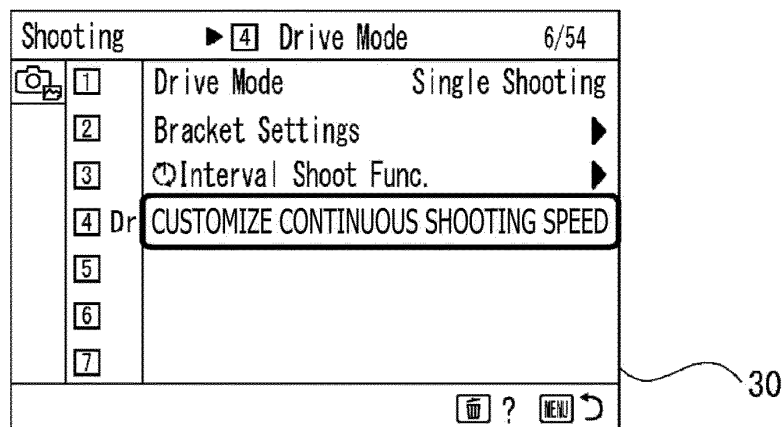 Shooting ▶ 4 Drive Mode 6/54
1 Drive Mode Single Shooting
2 Bracket Settings ▶
3 Interval Shoot Func. ▶
4 Dr CUSTOMIZE CONTINUOUS SHOOTING SPEED
5
6
7
30
? MENU